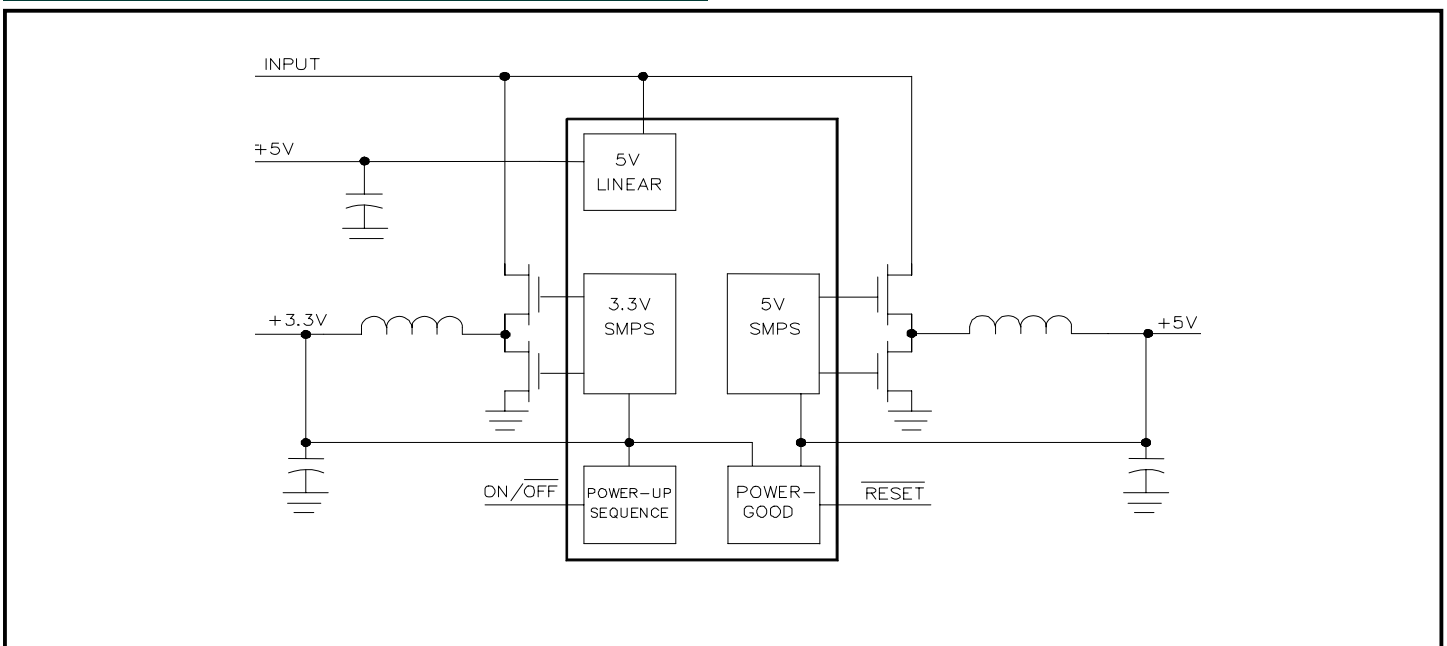 INPUT
+5V
5V
LINEAR
+3.3V
3.3V
SMPS
5V
SMPS
+5V
ON/OFF
POWER-UP
SEQUENCE
POWER-
GOOD
RESET